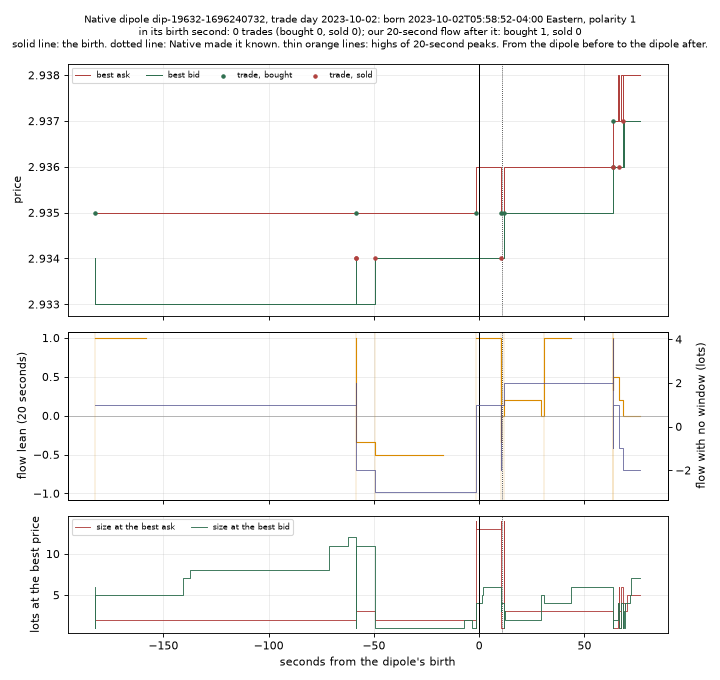 Native dipole dip-19632-1696240732, trade day 2023-10-02: born 2023-10-02T05:58:52-04:00 Eastern, polarity 1
in its birth second: 0 trades (bought 0, sold 0); our 20-second flow after it: bought 1, sold 0
solid line: the birth. dotted line: Native made it known. thin orange lines: highs of 20-second peaks. From the dipole before to the dipole after.
best ask
best bid
trade, bought
trade, sold
2.938
2.937
2.936
2.935
2.934
2.933
price
1.0
0.5
0.0
−0.5
−1.0
flow lean (20 seconds)
4
2
0
−2
flow with no window (lots)
size at the best ask
size at the best bid
10
5
lots at the best price
−150
−100
−50
0
50
seconds from the dipole's birth